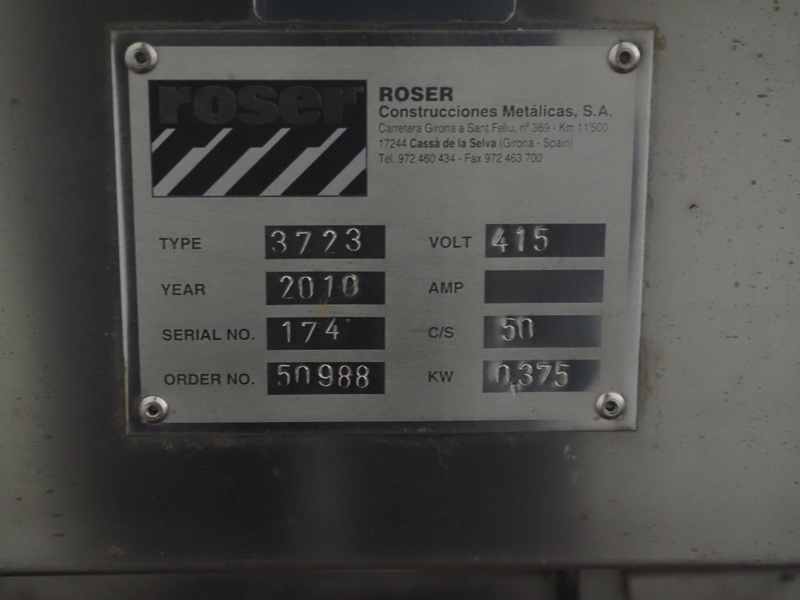 roser
ROSER
Construcciones Metálicas, S.A.
Carretera Girona a Sant Feliu, nº 369 - Km 11'500
17244 Cassà de la Selva (Girona - Spain)
Tel. 972 460 434 - Fax 972 463 700
TYPE 3723 VOLT 415
YEAR 2010 AMP
SERIAL NO. 174 C/S 50
ORDER NO. 50988 KW 0,375